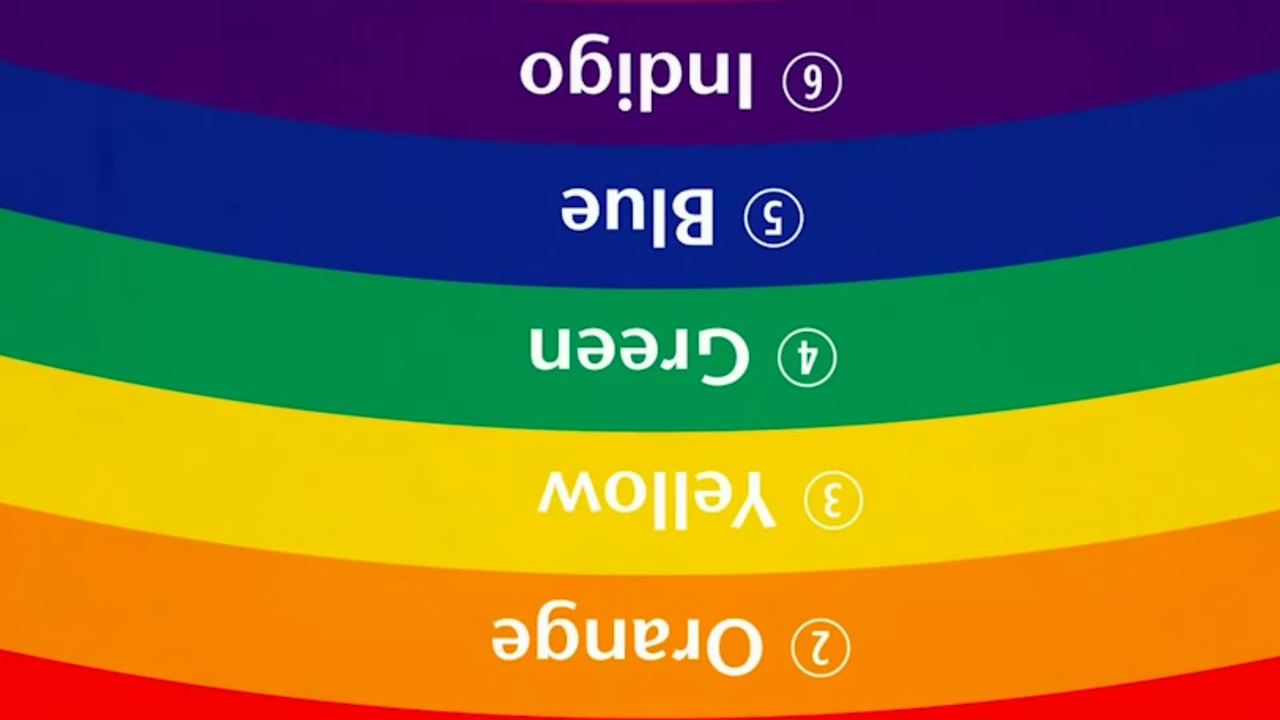 ② Orange
③ Yellow
④ Green
⑤ Blue
⑥ Indigo